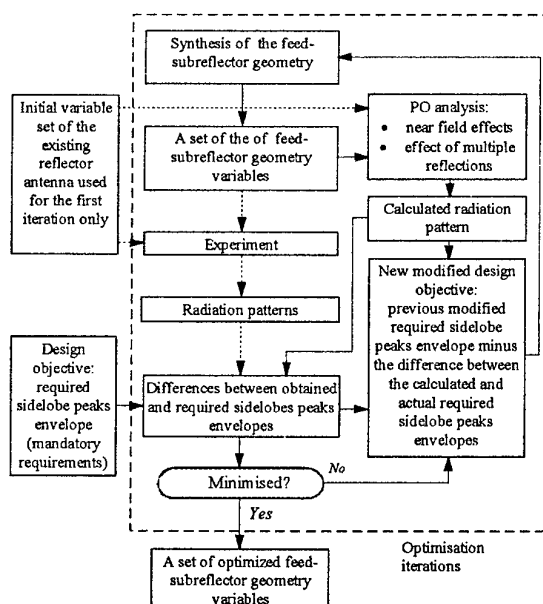 Synthesis of the feed-
subreflector geometry
Initial variable
set of the
existing
reflector
antenna used
for the first
iteration only
A set of the of feed-
subreflector geometry
variables
PO analysis:
• near field effects
• effect of multiple
reflections
Calculated radiation
pattern
Experiment
Radiation patterns
New modified design
objective:
previous modified
required sidelobe
peaks envelope minus
the difference between
the calculated and
actual required
sidelobe peaks
envelopes
Design
objective:
required
sidelobe peaks
envelope
(mandatory
requirements)
Differences between obtained
and required sidelobes peaks
envelopes
Minimised?
No
Yes
A set of optimized feed-
subreflector geometry
variables
Optimisation
iterations